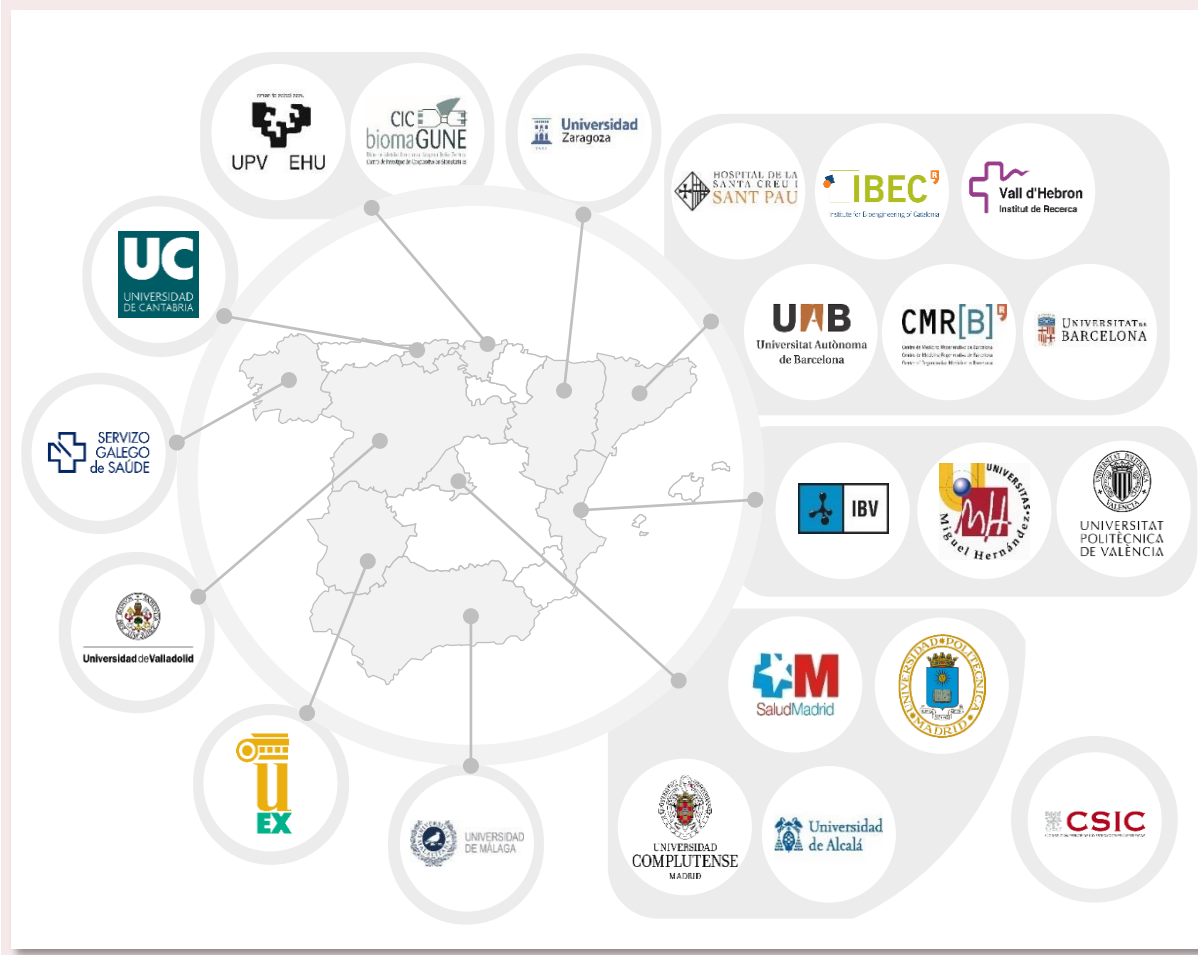 UPV EHU
CIC
biomaGUNE
Universidad
Zaragoza
HOSPITAL DE LA
SANTA CREU I
SANT PAU
IBEC
Institute for Bioengineering of Catalonia
Vall d'Hebron
Institut de Recerca
UC
UNIVERSIDAD
DE CANTABRIA
UAB
Universitat Autònoma
de Barcelona
CMR[B]
UNIVERSITAT DE
BARCELONA
SERVIZO
GALEGO
de SAÚDE
IBV
UNIVERSITAS
Miguel Hernández
UNIVERSITAT
POLITÈCNICA
DE VALÈNCIA
Universidad de Valladolid
SaludMadrid
UNIVERSIDAD POLITÉCNICA
MADRID
U
EX
UNIVERSIDAD
DE MÁLAGA
UNIVERSIDAD
COMPLUTENSE
MADRID
Universidad
de Alcalá
CSIC